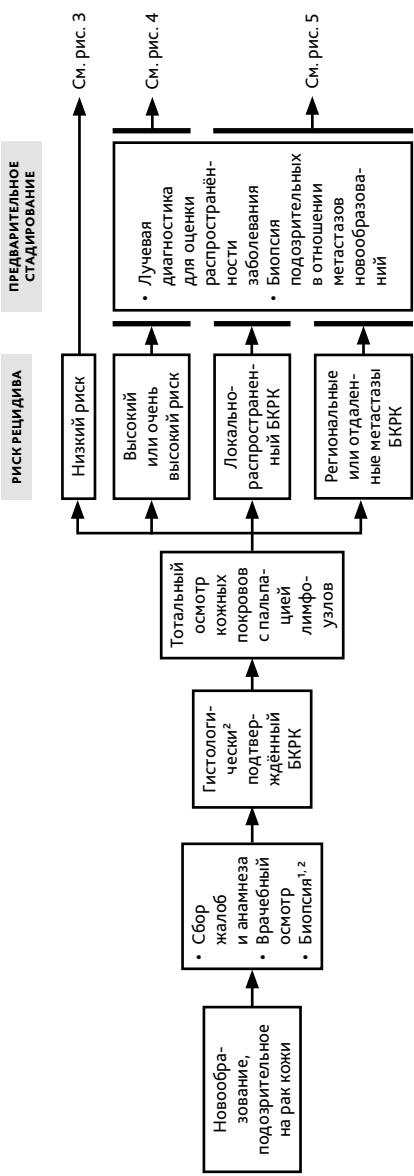 РИСК РЕЦИДИВА
ПРЕДВАРИТЕЛЬНОЕ
СТАДИРОВАНИЕ
Новообра-
зование,
подозрительное
на рак кожи
• Сбор
жалоб
и анамнеза
• Врачебный
осмотр
• Биопсия¹, ²
Гистологи-
чески²
подтвер-
ждённый
БКРК
Тотальный
осмотр
кожных
покровов
с пальпа-
цией
лимфо-
узлов
Низкий риск
Высокий
или очень
высокий риск
Локально-
распространен-
ный БКРК
Региональные
или отдален-
ные метастазы
БКРК
• Лучевая
диагностика
для оценки
распространён-
ности
заболевания
• Биопсия
подозрительных
в отношении
метастазов
новообразова-
ний
См. рис. 3
См. рис. 4
См. рис. 5